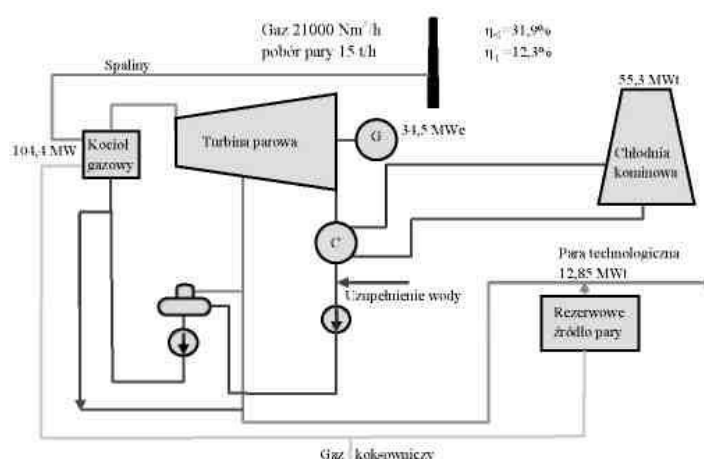 Gaz 21000 Nm³/h
pobór pary 15 t/h
=31,9%
=12,3%
Spaliny
55,3 MWt
104,4 MW
Kocioł
gazowy
Turbina parowa
G
34,5 MWe
Chłodnia
kominowa
C
Para technologiczna
12,85 MWt
Uzupełnienie wody
Rezerwowe
źródło pary
Gaz koksowniczy